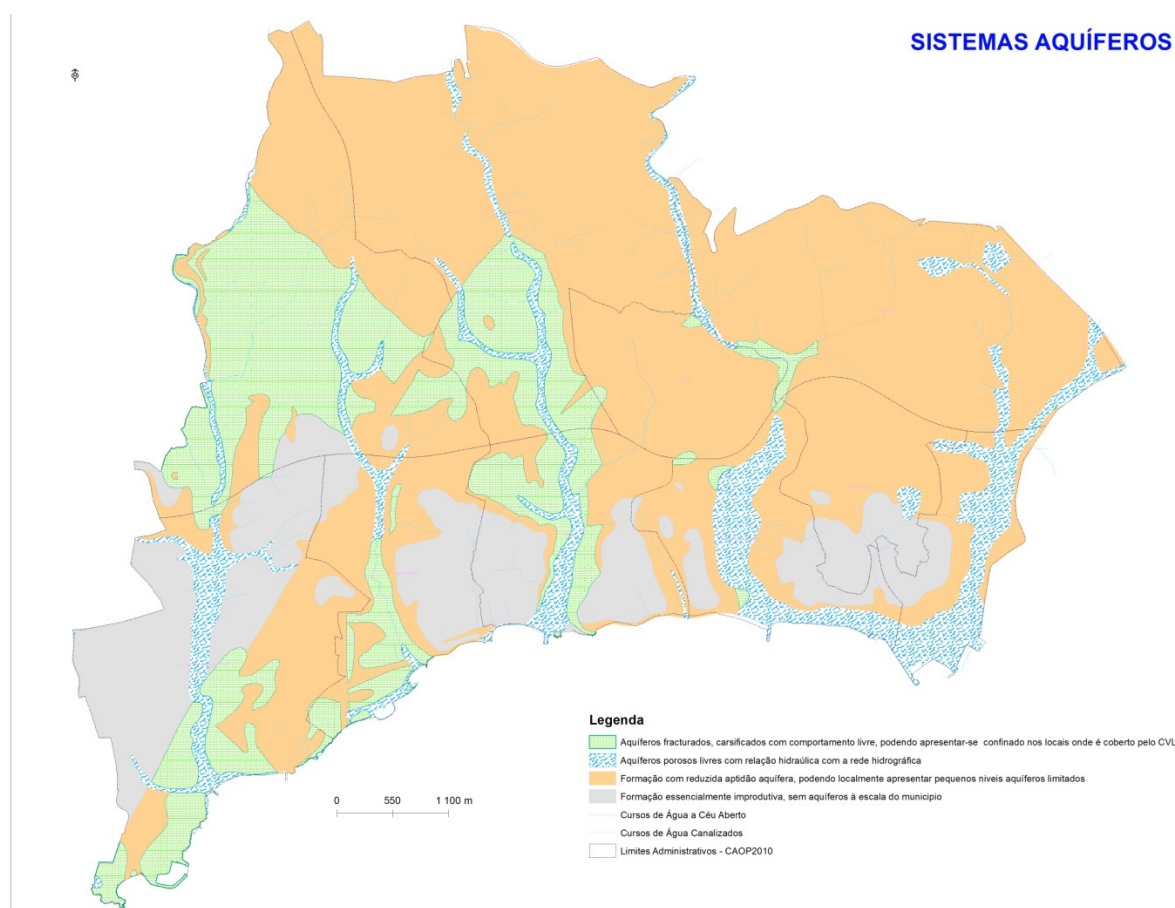 SISTEMAS AQUÍFEROS
Legenda
Aquíferos fracturados, carsificados com comportamento livre, podendo apresentar-se confinado nos locais onde é coberto pelo CVL
Aquíferos porosos livres com relação hidraúlica com a rede hidrográfica
Formação com reduzida aptidão aquífera, podendo localmente apresentar pequenos niveis aquíferos limitados
Formação essencialmente improdutiva, sem aquíferos à escala do municipio
Cursos de Água a Céu Aberto
Cursos de Água Canalizados
Limites Administrativos - CAOP2010
0 550 1 100 m